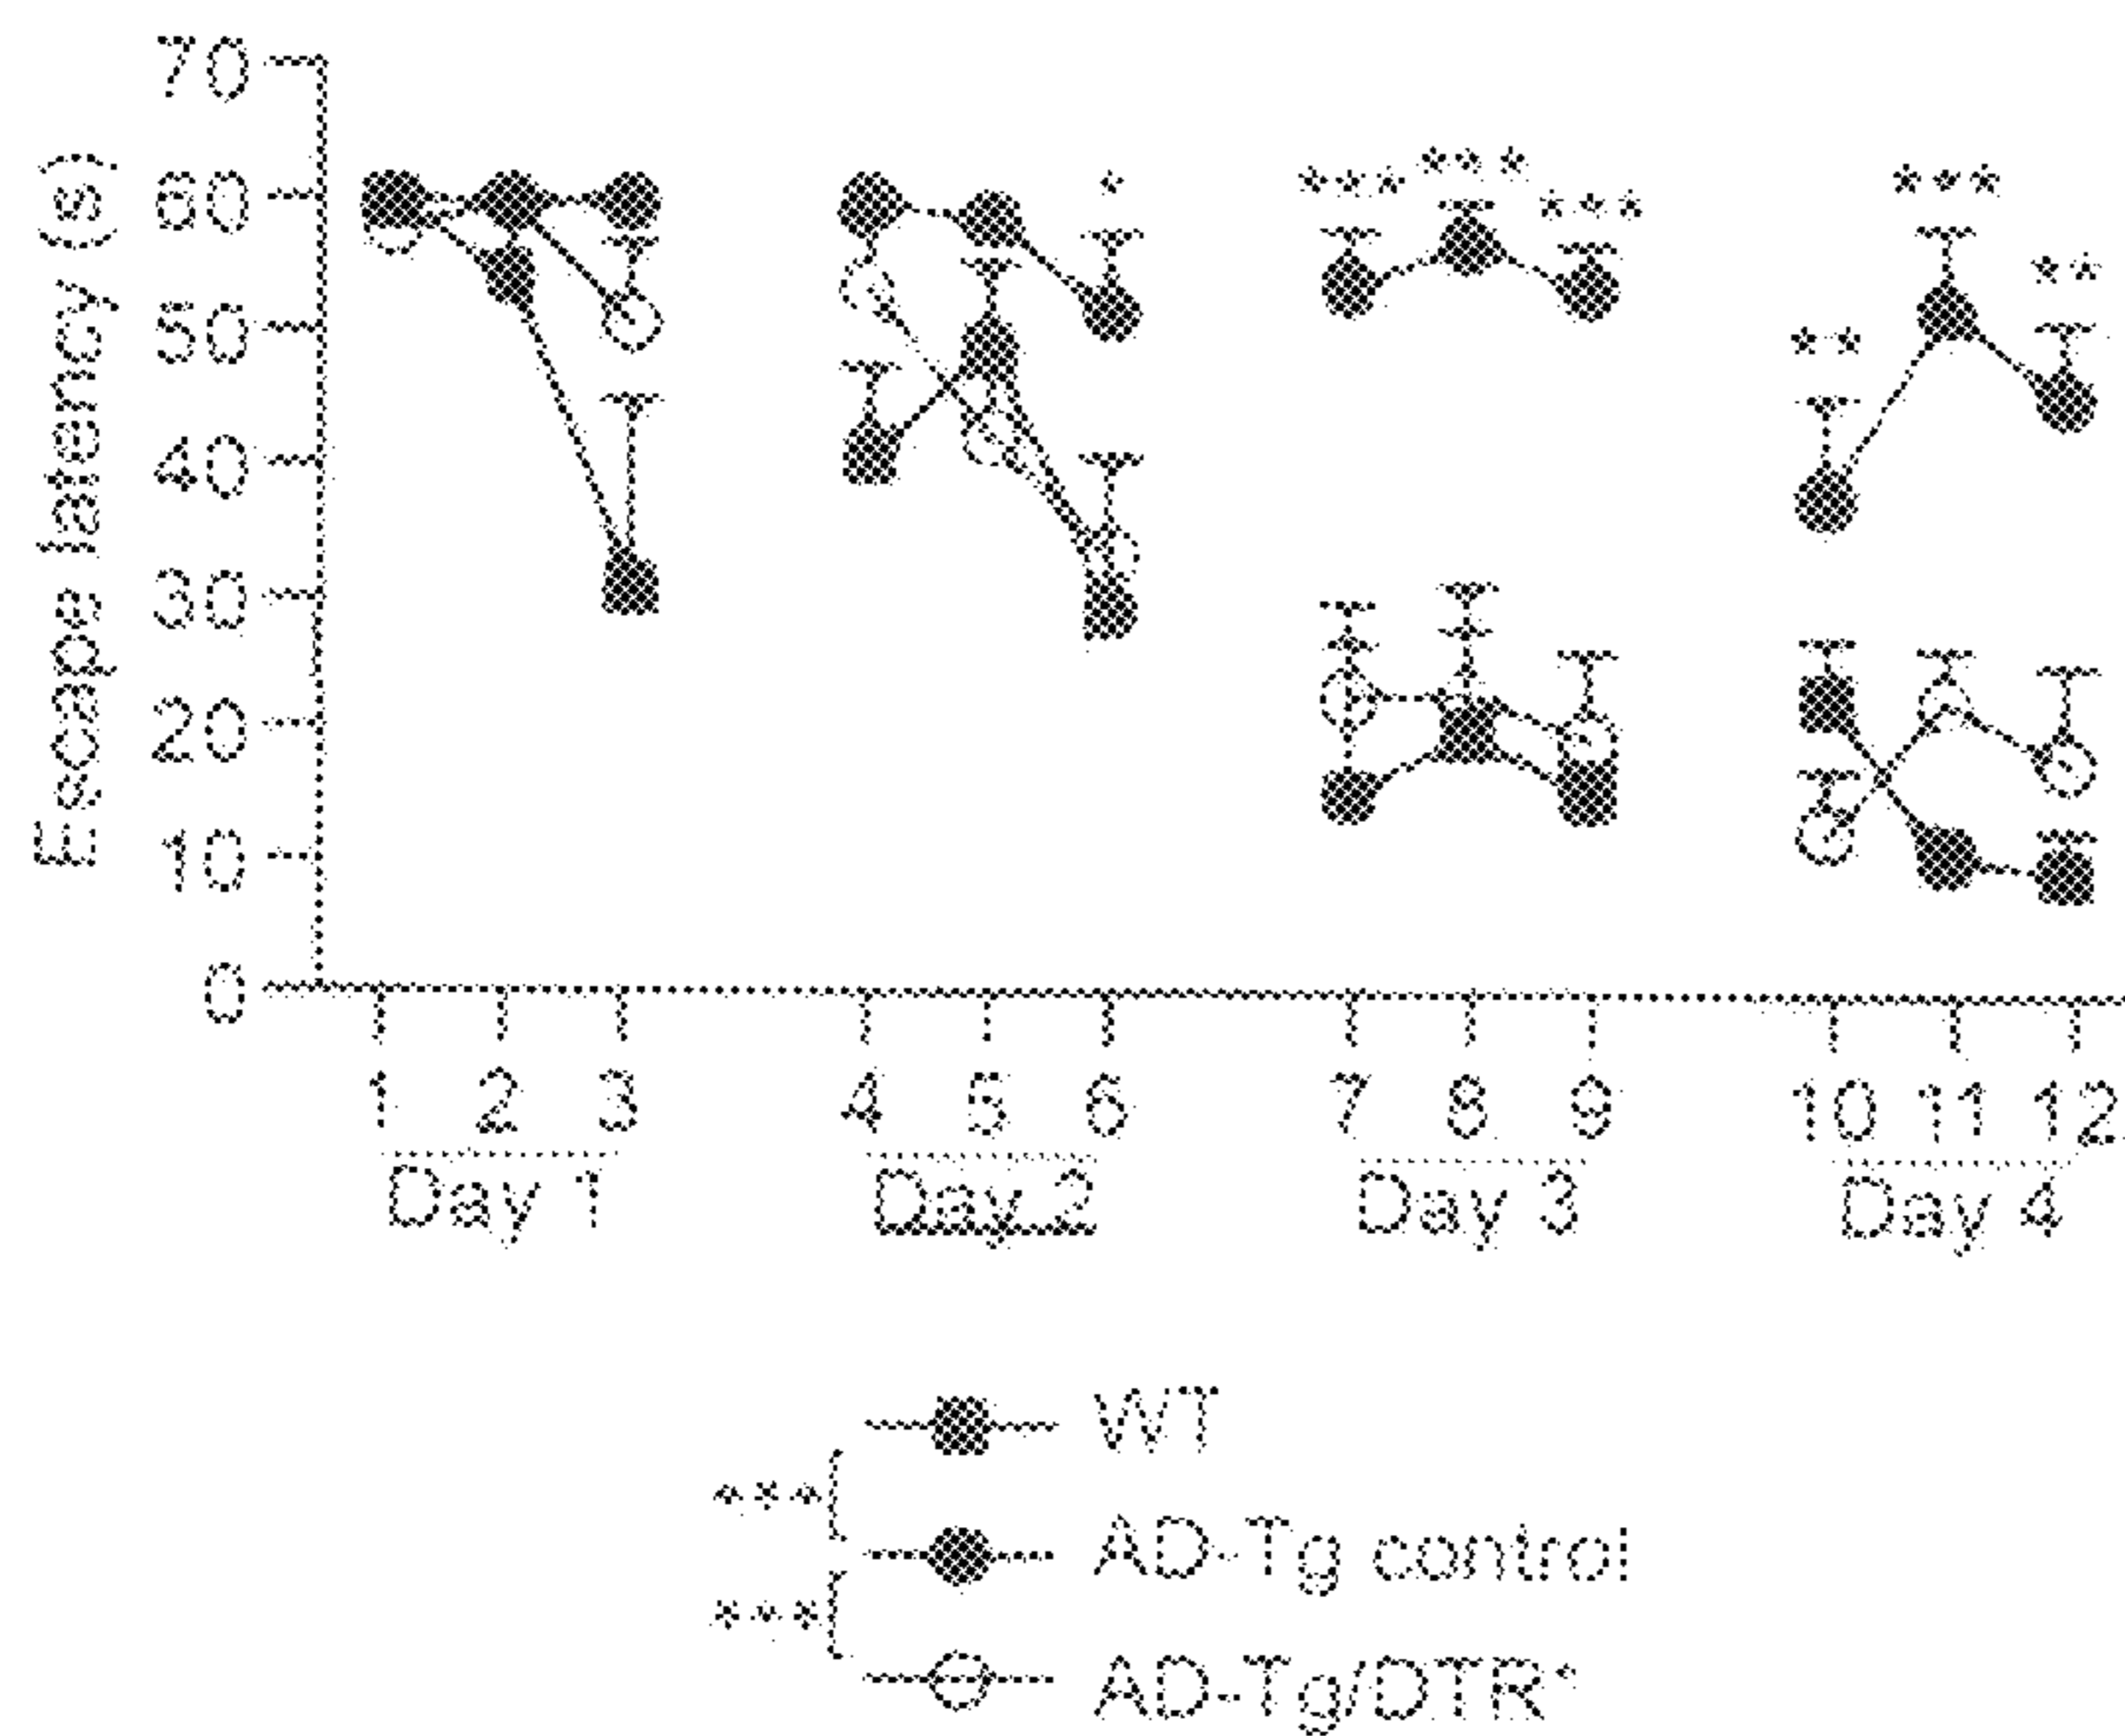 Escape latency (s)
70
60
50
40
30
20
10
0
*
*** *** ***
** *** **
1 2 3 4 5 6 7 8 9 10 11 12
Day 1 Day 2 Day 3 Day 4
WT
***
AD-Tg control
***
AD-Tg/DTR⁺